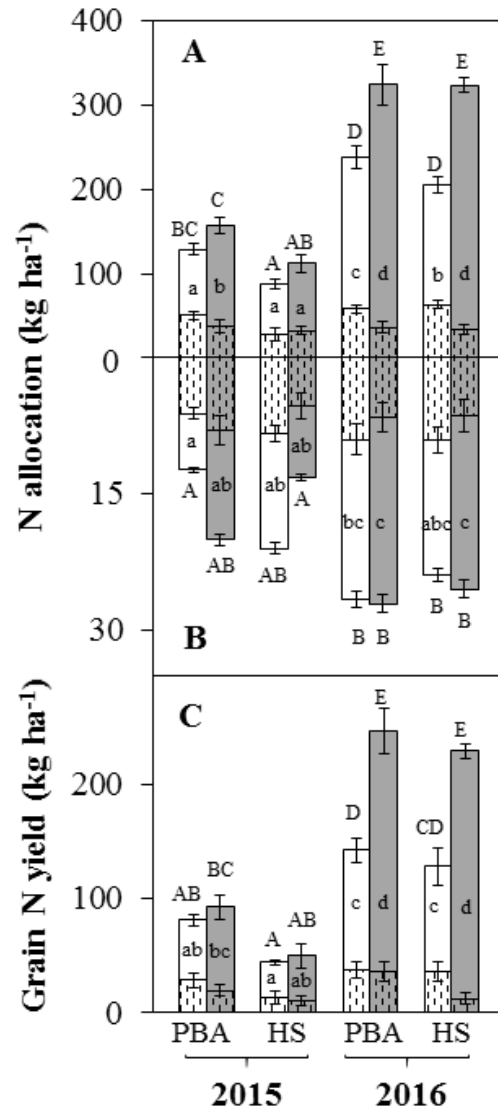 400
A
E
E
300
D
D
200
C
BC
AB
A
c
d
b
d
100
a
b
a
a
0
N allocation (kg ha⁻¹)
a
ab
ab
ab
bc
c
abc
c
15
A
A
AB
AB
B
B
B
B
30
B
C
E
E
Grain N yield (kg ha⁻¹)
200
D
CD
BC
AB
AB
A
c
d
c
d
100
ab
bc
a
ab
0
PBA HS PBA HS
2015 2016